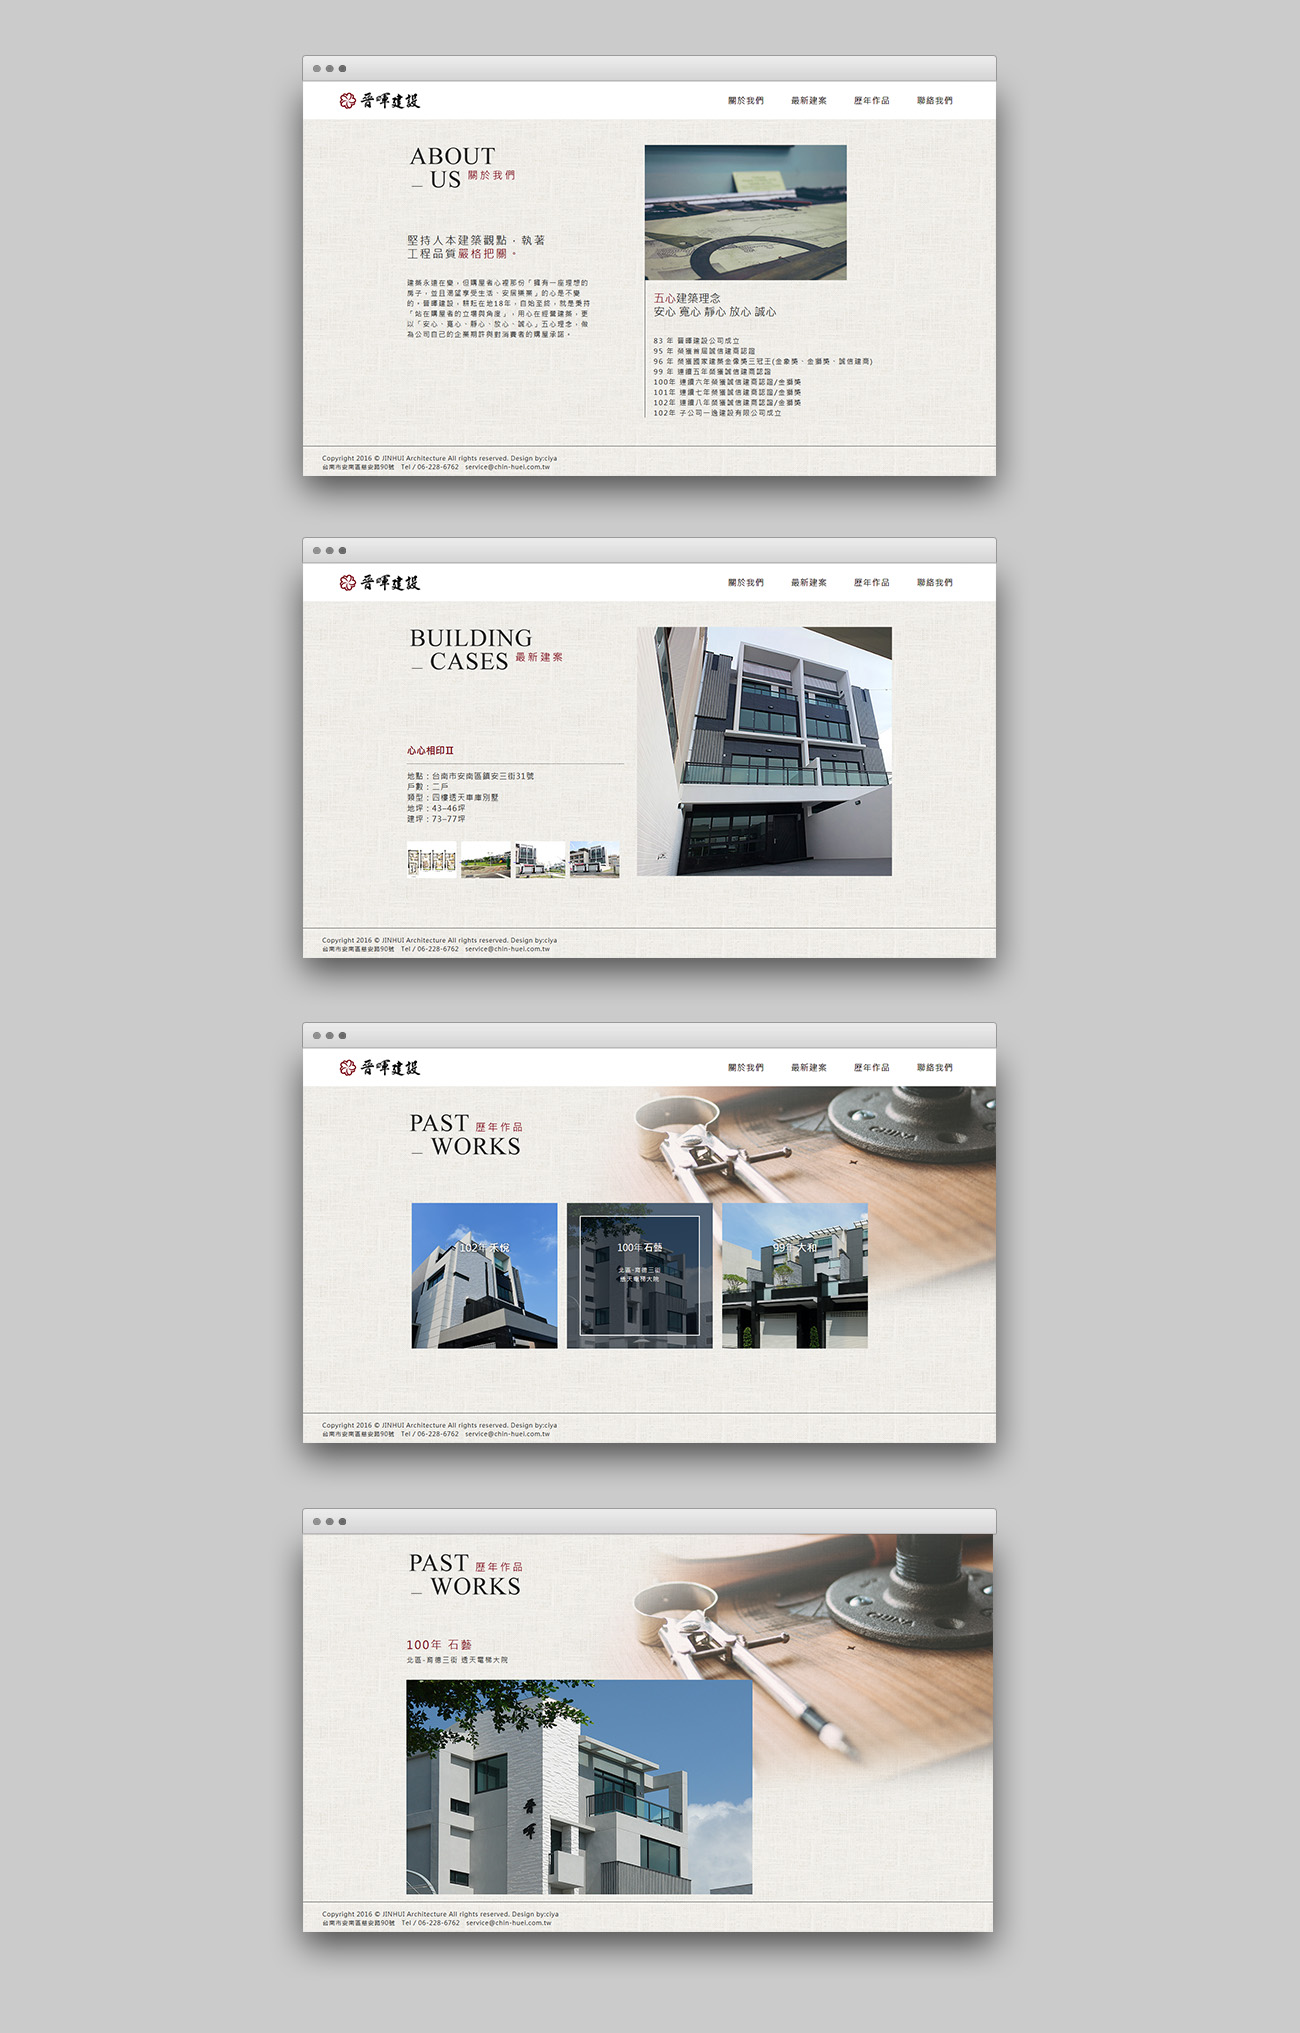 晉暉建設
關於我們 最新建案 歷年作品 聯絡我們
ABOUT
_ US 關於我們
堅持人本建築觀點，執著
工程品質嚴格把關。
建築永遠在變，但購屋者心裡那份「擁有一座理想的
房子，並且渴望享受生活、安居樂業」的心是不變
的。晉暉建設，耕耘在地18年，自始至終，就是秉持
「站在購屋者的立場與角度」，用心在經營建築，更
以「安心、寬心、靜心、放心、誠心」五心理念，做
為公司自己的企業期許與對消費者的購屋承諾。
五心建築理念
安心 寬心 靜心 放心 誠心
83 年 晉暉建設公司成立
95 年 榮獲首屆誠信建商認證
96 年 榮獲國家建築金像獎三冠王(金象獎、金獅獎、誠信建商)
99 年 連續五年榮獲誠信建商認證
100年 連續六年榮獲誠信建商認證/金獅獎
101年 連續七年榮獲誠信建商認證/金獅獎
102年 連續八年榮獲誠信建商認證/金獅獎
102年 子公司一逸建設有限公司成立
Copyright 2016 © JINHUI Architecture All rights reserved. Design by:ciya
台南市安南區慈安路90號 Tel / 06-228-6762 service@chin-huei.com.tw
晉暉建設
關於我們 最新建案 歷年作品 聯絡我們
BUILDING
_ CASES 最新建案
心心相印Ⅱ
地點：台南市安南區鎮安三街31號
戶數：二戶
類型：四樓透天車庫別墅
地坪：43–46坪
建坪：73–77坪
Copyright 2016 © JINHUI Architecture All rights reserved. Design by:ciya
台南市安南區慈安路90號 Tel / 06-228-6762 service@chin-huei.com.tw
晉暉建設
關於我們 最新建案 歷年作品 聯絡我們
PAST 歷年作品
_ WORKS
CHINA
102年 禾悅
100年石藝
99年 大和
北區-育德三街
透天電梯大院
Copyright 2016 © JINHUI Architecture All rights reserved. Design by:ciya
台南市安南區慈安路90號 Tel / 06-228-6762 service@chin-huei.com.tw
PAST 歷年作品
_ WORKS
CHINA
100年 石藝
北區-育德三街 透天電梯大院
晉
暉
Copyright 2016 © JINHUI Architecture All rights reserved. Design by:ciya
台南市安南區慈安路90號 Tel / 06-228-6762 service@chin-huei.com.tw